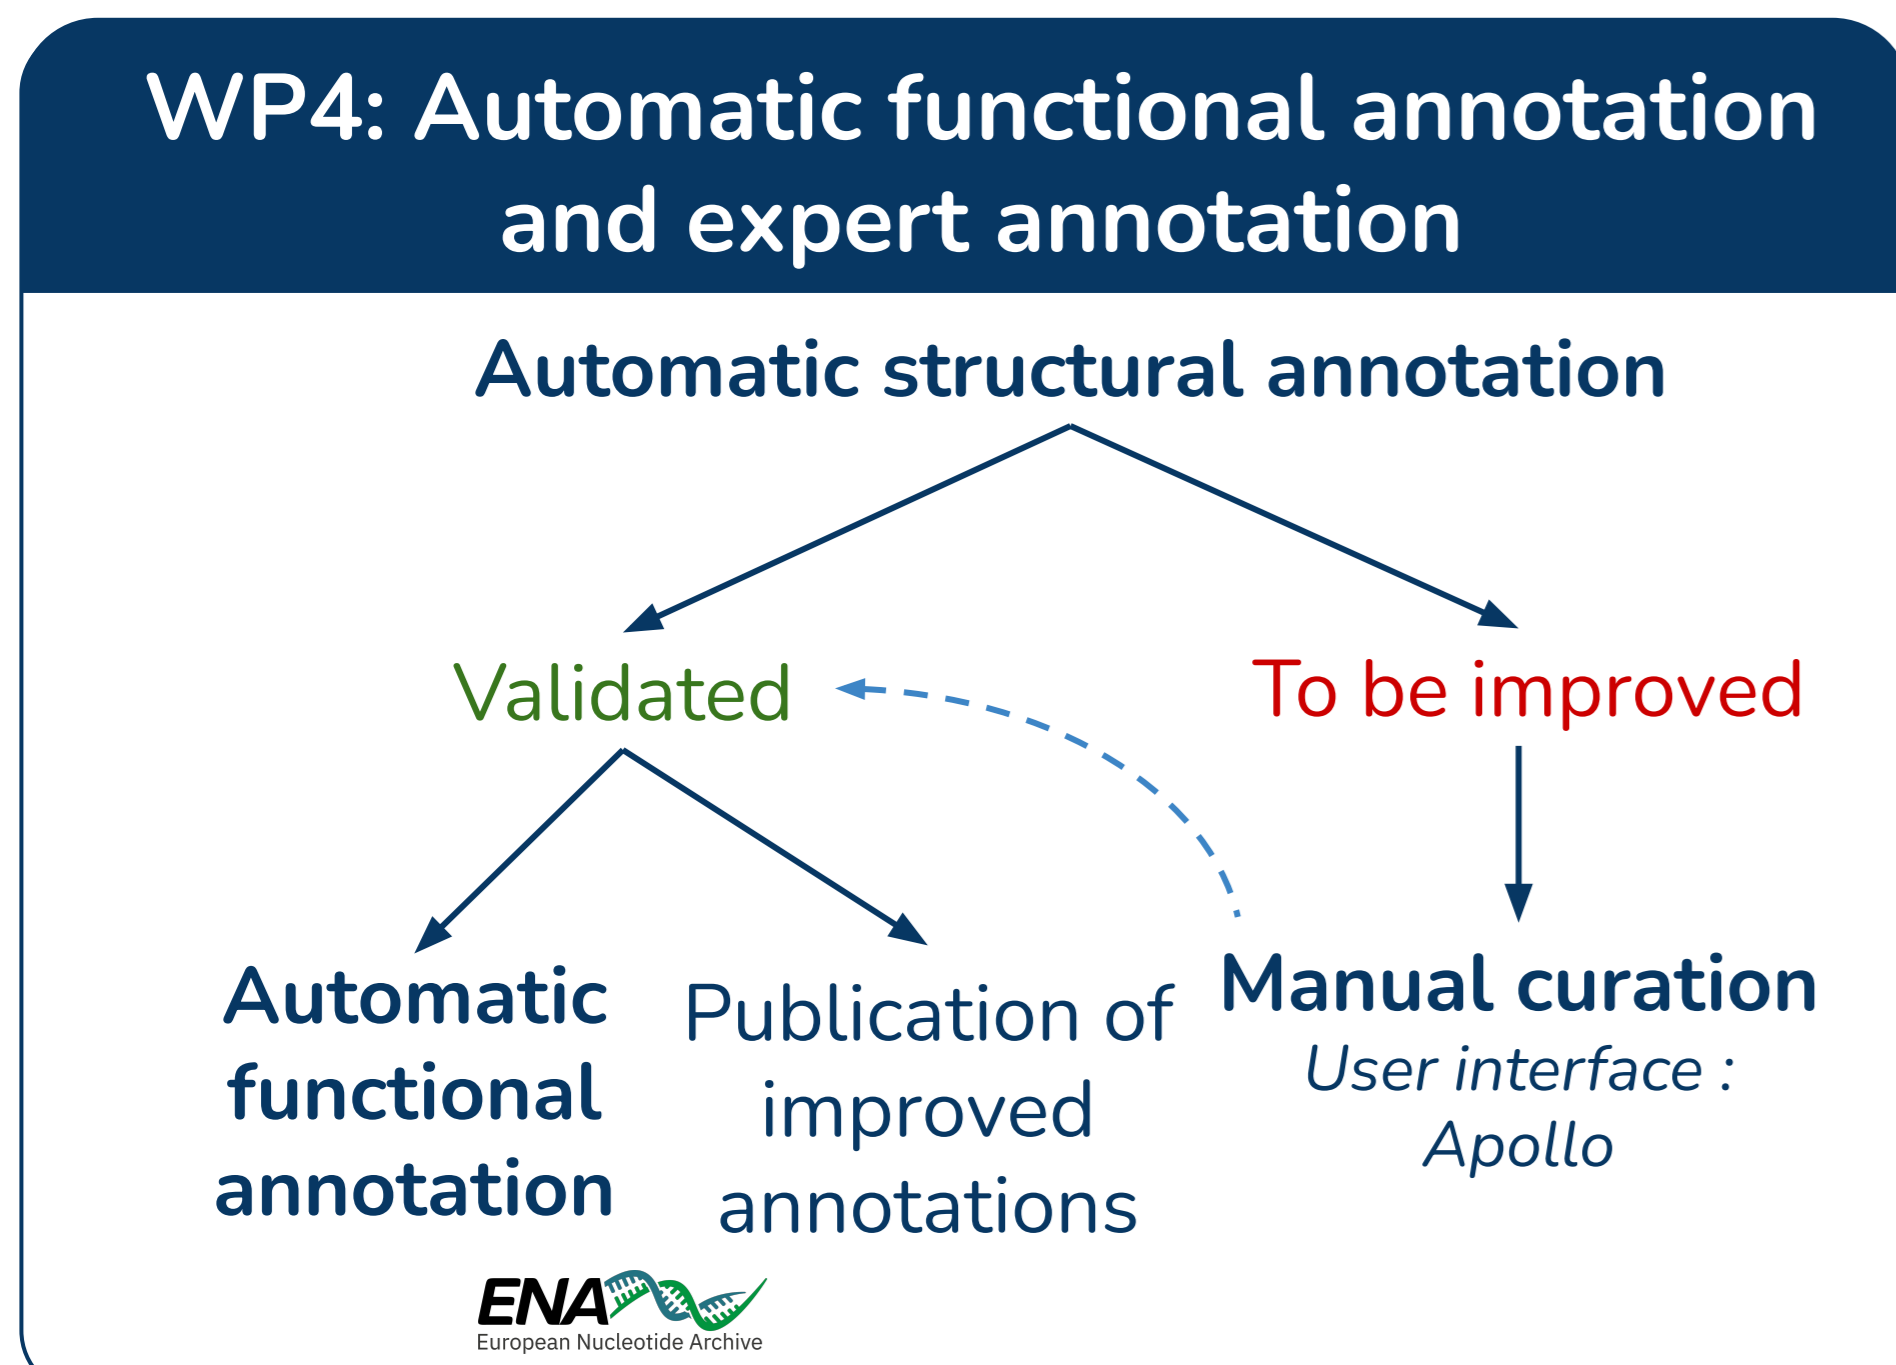 WP4: Automatic functional annotation
and expert annotation
Automatic structural annotation
Validated
To be improved
Automatic
functional
annotation
Publication of
improved
annotations
Manual curation
User interface :
Apollo
ENA
European Nucleotide Archive